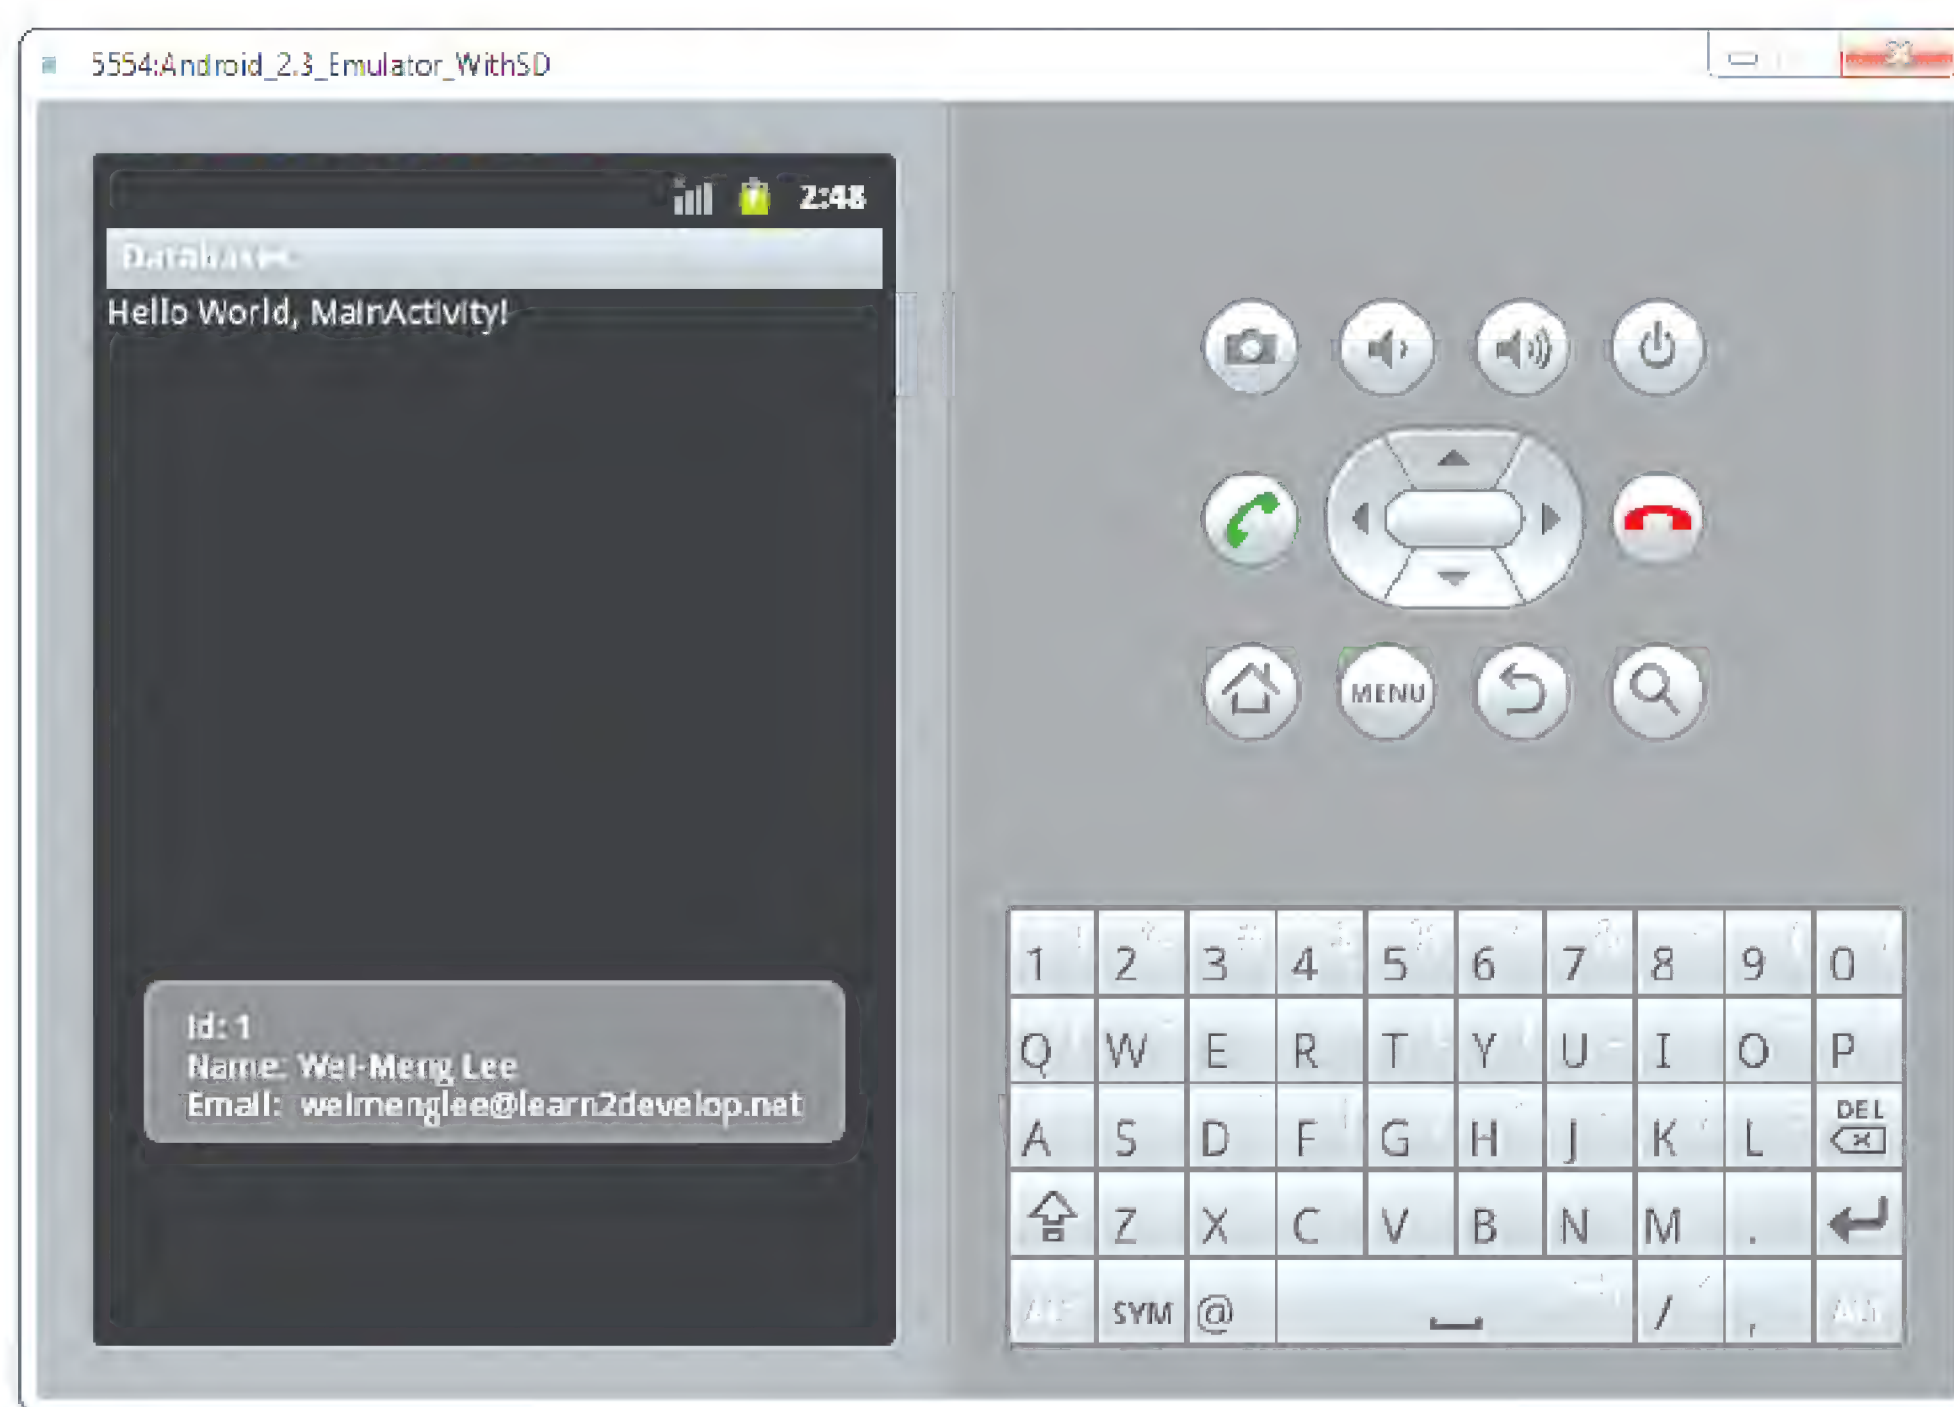 5554:Android_2.3_Emulator_WithSD
2:48
Databases
Hello World, MainActivity!
Id: 1
Name: Wei-Meng Lee
Email: weimenglee@learn2develop.net
MENU
1 2 3 4 5 6 7 8 9 0
Q W E R T Y U I O P
A S D F G H J K L DEL
Z X C V B N M .
SYM @ / ,